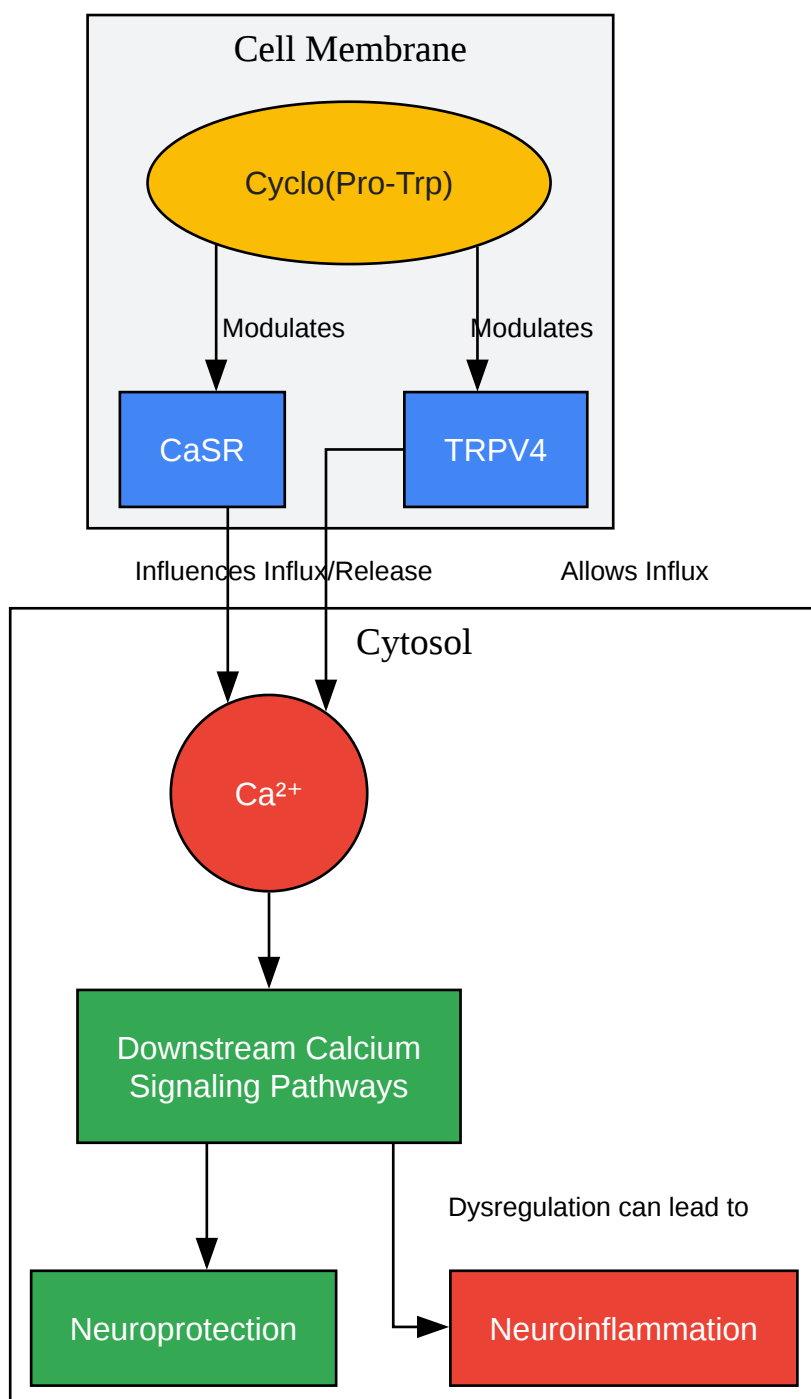 Cell Membrane
Cyclo(Pro-Trp)
Modulates
Modulates
CaSR
TRPV4
Influences Influx/Release
Allows Influx
Cytosol
Ca²⁺
Downstream Calcium
Signaling Pathways
Dysregulation can lead to
Neuroprotection
Neuroinflammation